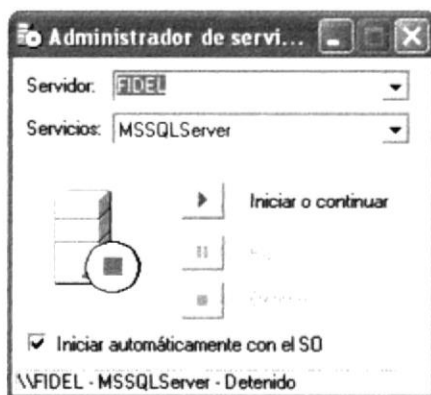 Administrador de servi...
Servidor: FIDEL
Servicios: MSSQLServer
Iniciar o continuar
Iniciar automáticamente con el SO
\\FIDEL - MSSQLServer - Detenido